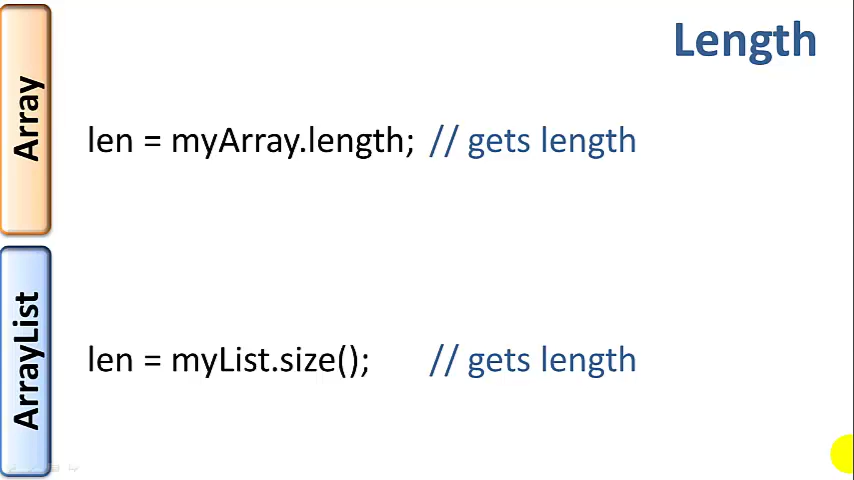 Length
Array
len = myArray.length; // gets length
ArrayList
len = myList.size(); // gets length